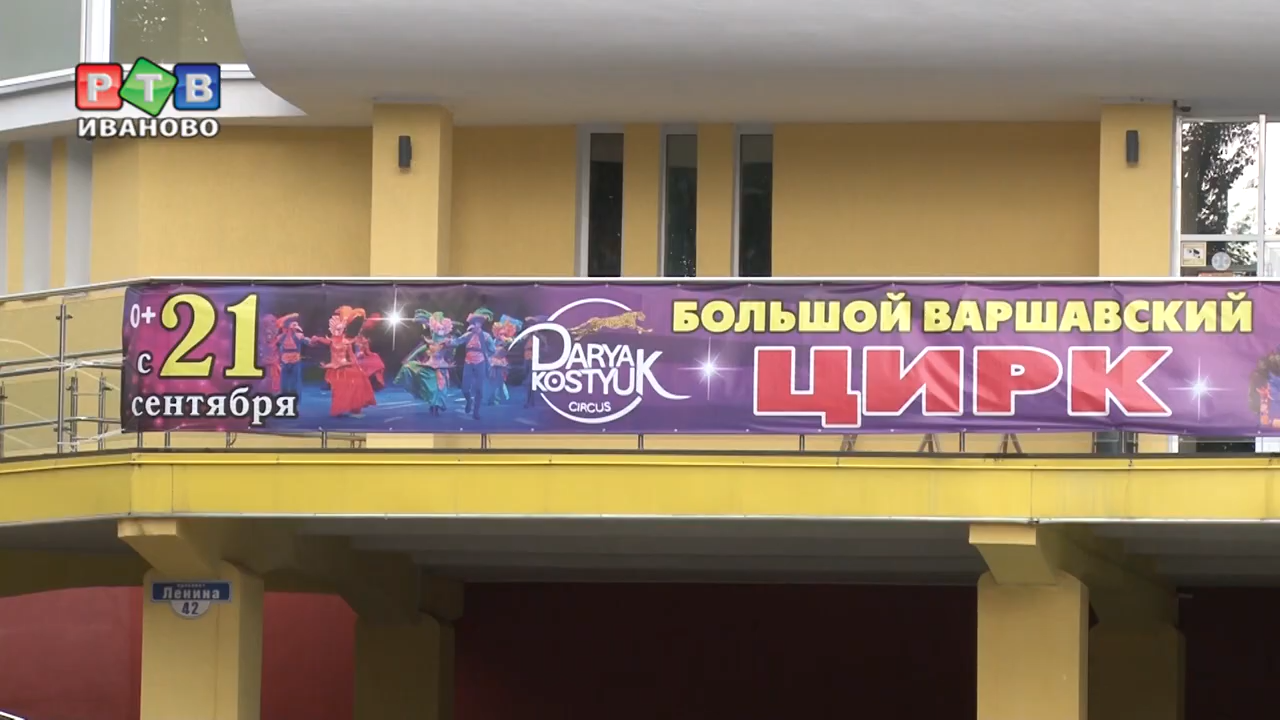 РТВ
ИВАНОВО
0+
с 21
сентября
DARYA
KOSTYUK
CIRCUS
БОЛЬШОЙ ВАРШАВСКИЙ
ЦИРК
Ленина
42